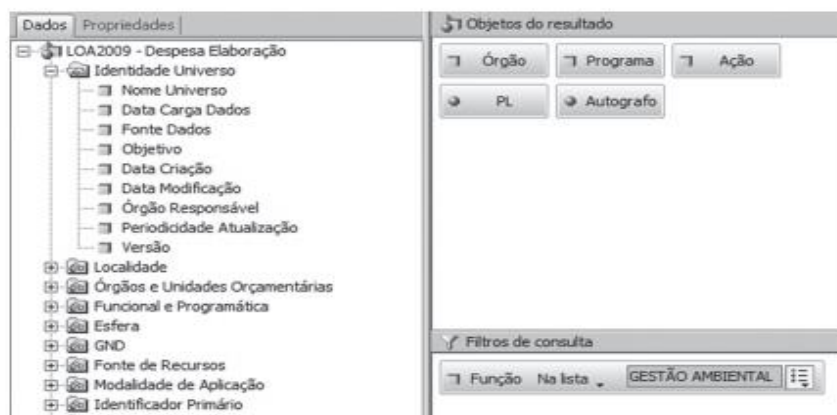 Dados Propriedades
LOA2009 - Despesa Elaboração
Identidade Universo
Nome Universo
Data Carga Dados
Fonte Dados
Objetivo
Data Criação
Data Modificação
Órgão Responsável
Periodicidade Atualização
Versão
Localidade
Órgãos e Unidades Orçamentárias
Funcional e Programática
Esfera
GND
Fonte de Recursos
Modalidade de Aplicação
Identificador Primário
Objetos do resultado
Órgão Programa Ação
PL Autografo
Filtros de consulta
Função Na lista GESTÃO AMBIENTAL